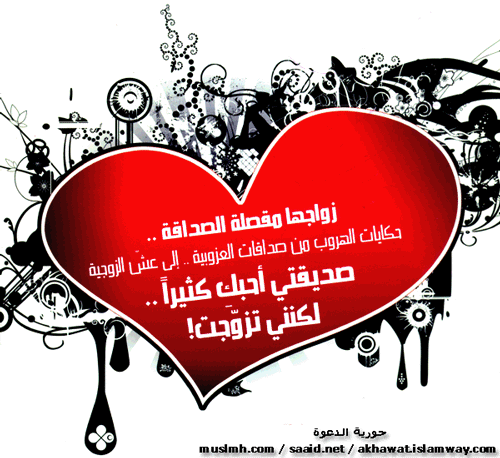 زواجها مقصلة الصداقة ..
حكايات الهروب من صداقات العزوبية .. إلى عشّ الزوجية
صديقتي أحبك كثيراً ..
لكنني تزوّجت!
حورية الدعوة
muslmh.com / saaid.net / akhawat.islamway.com